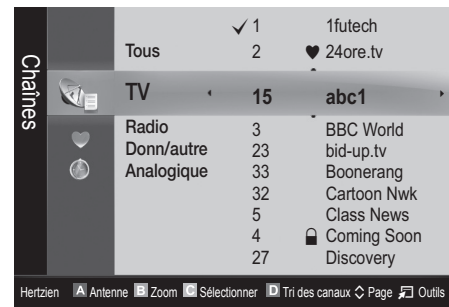 Chaînes
✓ 1 1futech
Tous 2 ♥ 24ore.tv
TV 15 abc1
Radio 3 BBC World
Donn/autre 23 bid-up.tv
Analogique 33 Boonerang
32 Cartoon Nwk
5 Class News
4 Coming Soon
27 Discovery
Hertzien A Antenne B Zoom C Sélectionner D Tri des canaux Page Outils